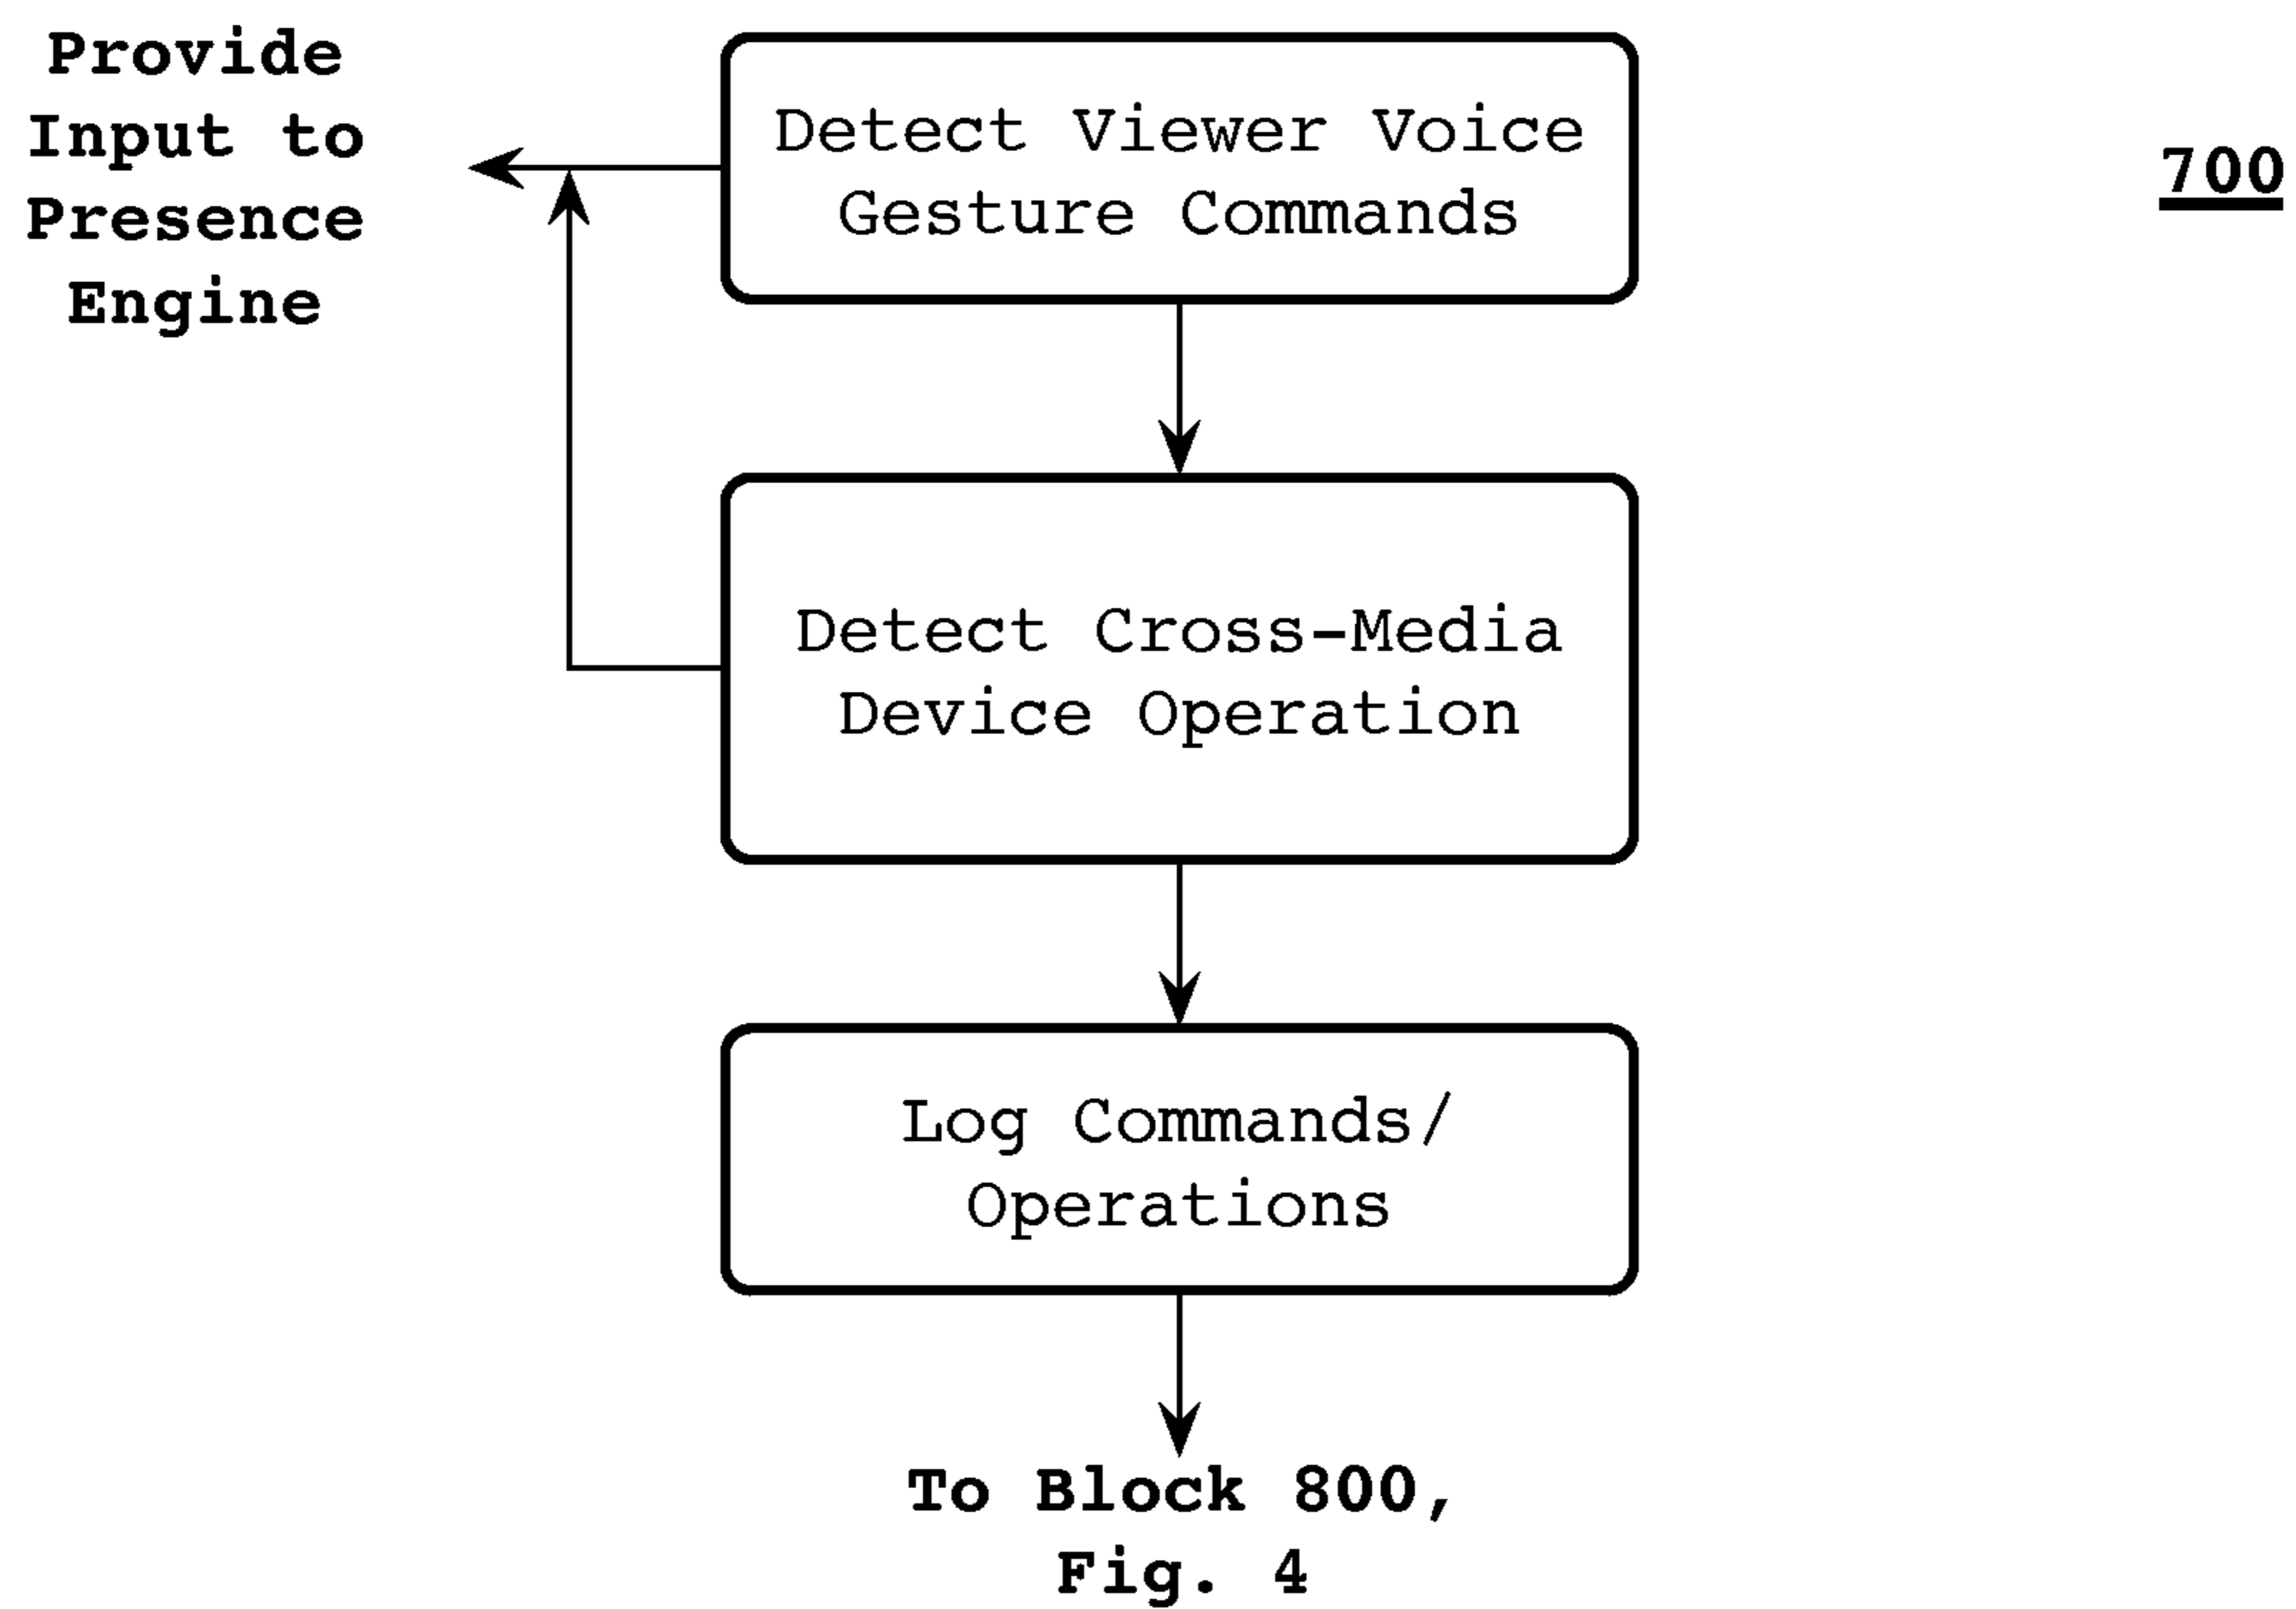 Provide
Input to
Presence
Engine
Detect Viewer Voice
Gesture Commands
700
Detect Cross-Media
Device Operation
Log Commands/
Operations
To Block 800,
Fig. 4